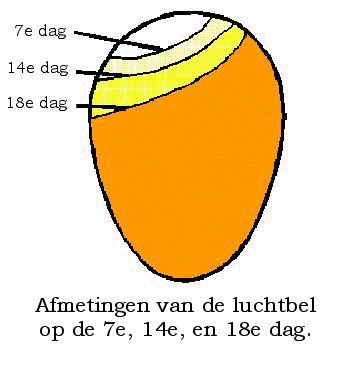 7e dag
14e dag
18e dag
Afmetingen van de luchtbel
op de 7e, 14e, en 18e dag.